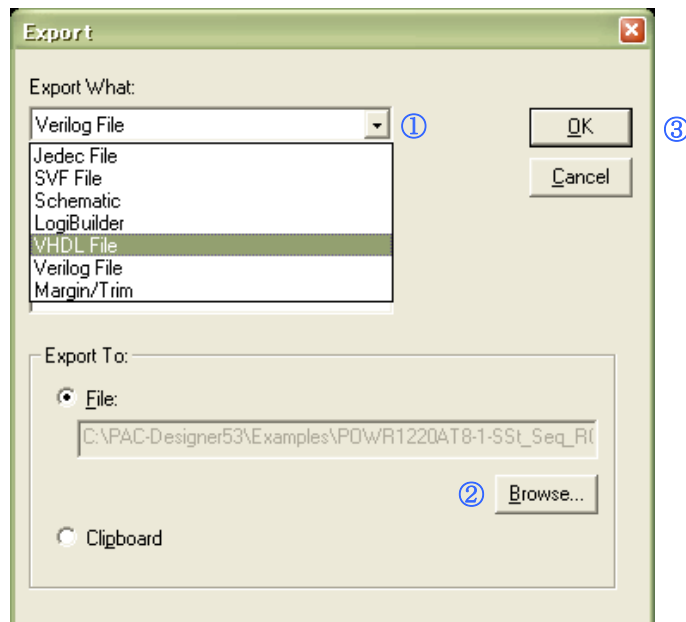 Export
Export What:
Verilog File ①
Jedec File
SVF File
Schematic
LogiBuilder
VHDL File
Verilog File
Margin/Trim
OK ③
Cancel
Export To:
File:
C:\PAC-Designer53\Examples\POWR1220AT8-1-SSt_Seq_R(
② Browse...
Clipboard